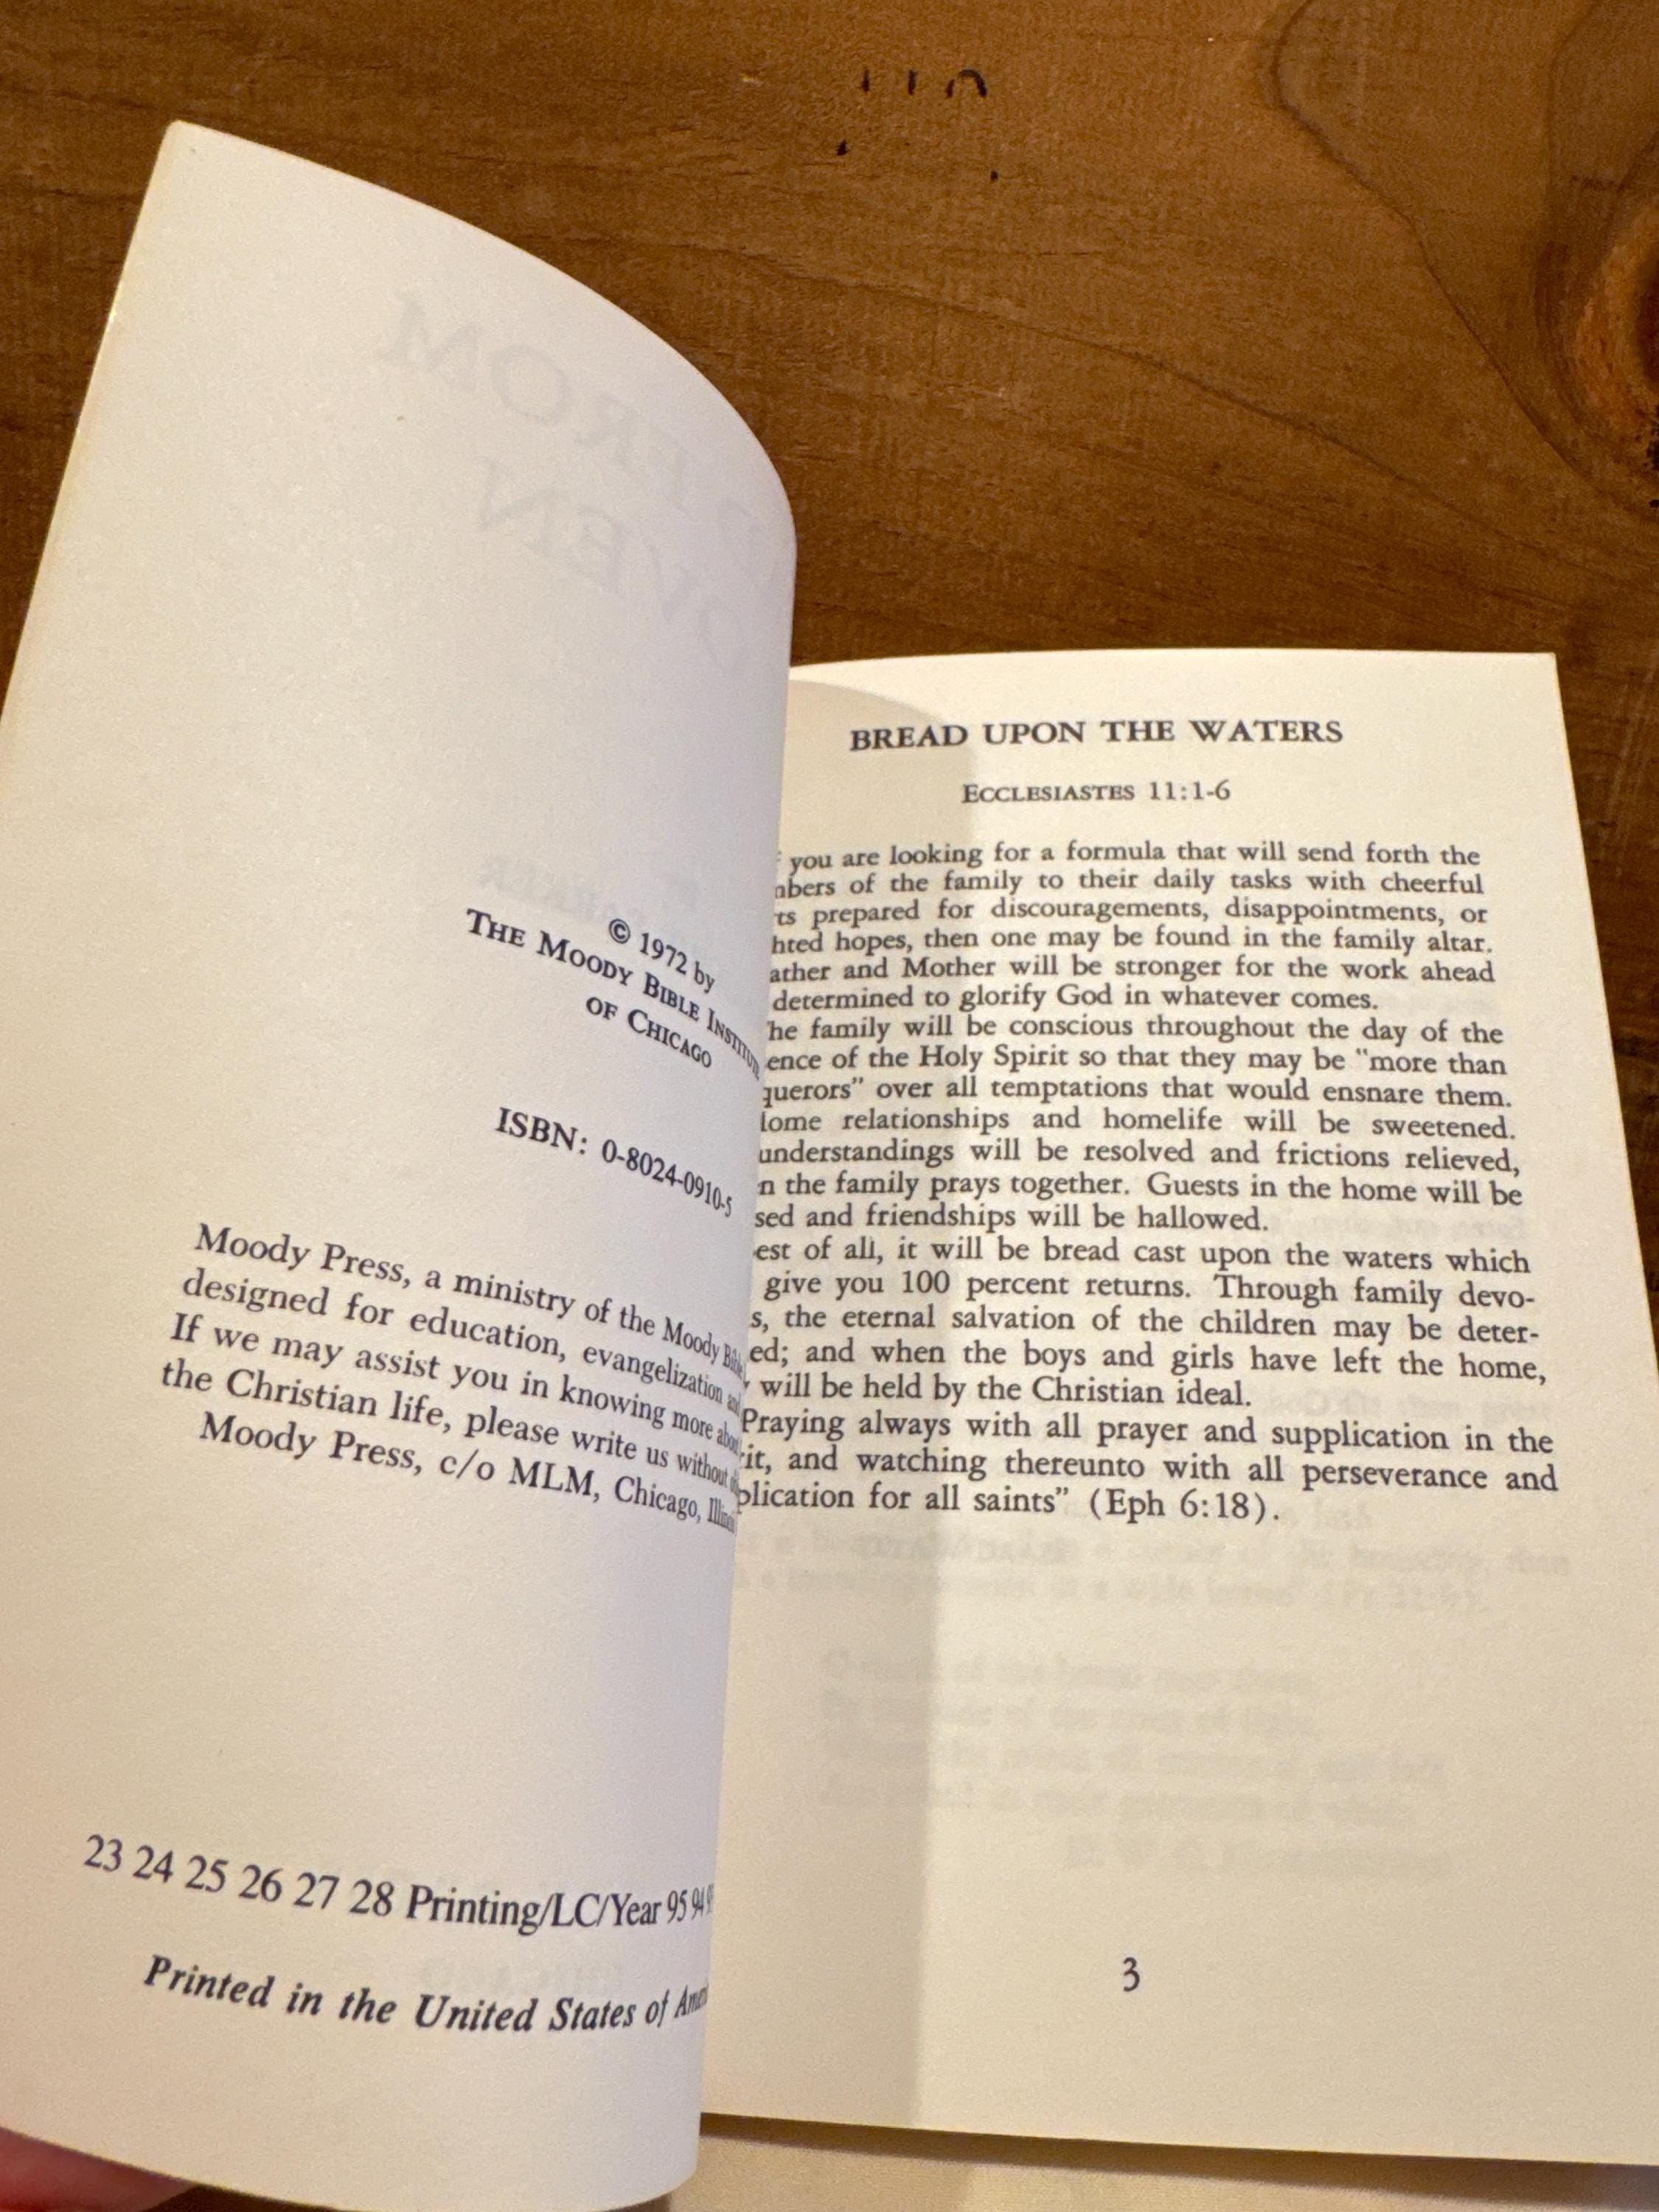 © 1972 by
THE MOODY BIBLE INSTITUTE
OF CHICAGO
ISBN: 0-8024-0910-5
Moody Press, a ministry of the Moody Bible
designed for education, evangelization and
If we may assist you in knowing more about
the Christian life, please write us without
Moody Press, c/o MLM, Chicago,
23 24 25 26 27 28 Printing/LC/Year 95 94
Printed in the United States of
BREAD UPON THE WATERS
ECCLESIASTES 11:1-6
you are looking for a formula that will send forth the
mbers of the family to their daily tasks with cheerful
ts prepared for discouragements, disappointments, or
hted hopes, then one may be found in the family altar.
ather and Mother will be stronger for the work ahead
determined to glorify God in whatever comes.
he family will be conscious throughout the day of the
ence of the Holy Spirit so that they may be "more than
querors" over all temptations that would ensnare them.
ome relationships and homelife will be sweetened.
understandings will be resolved and frictions relieved,
n the family prays together. Guests in the home will be
sed and friendships will be hallowed.
est of all, it will be bread cast upon the waters which
give you 100 percent returns. Through family devo-
s, the eternal salvation of the children may be deter-
ed; and when the boys and girls have left the home,
will be held by the Christian ideal.
Praying always with all prayer and supplication in the
it, and watching thereunto with all perseverance and
plication for all saints" (Eph 6:18).
3